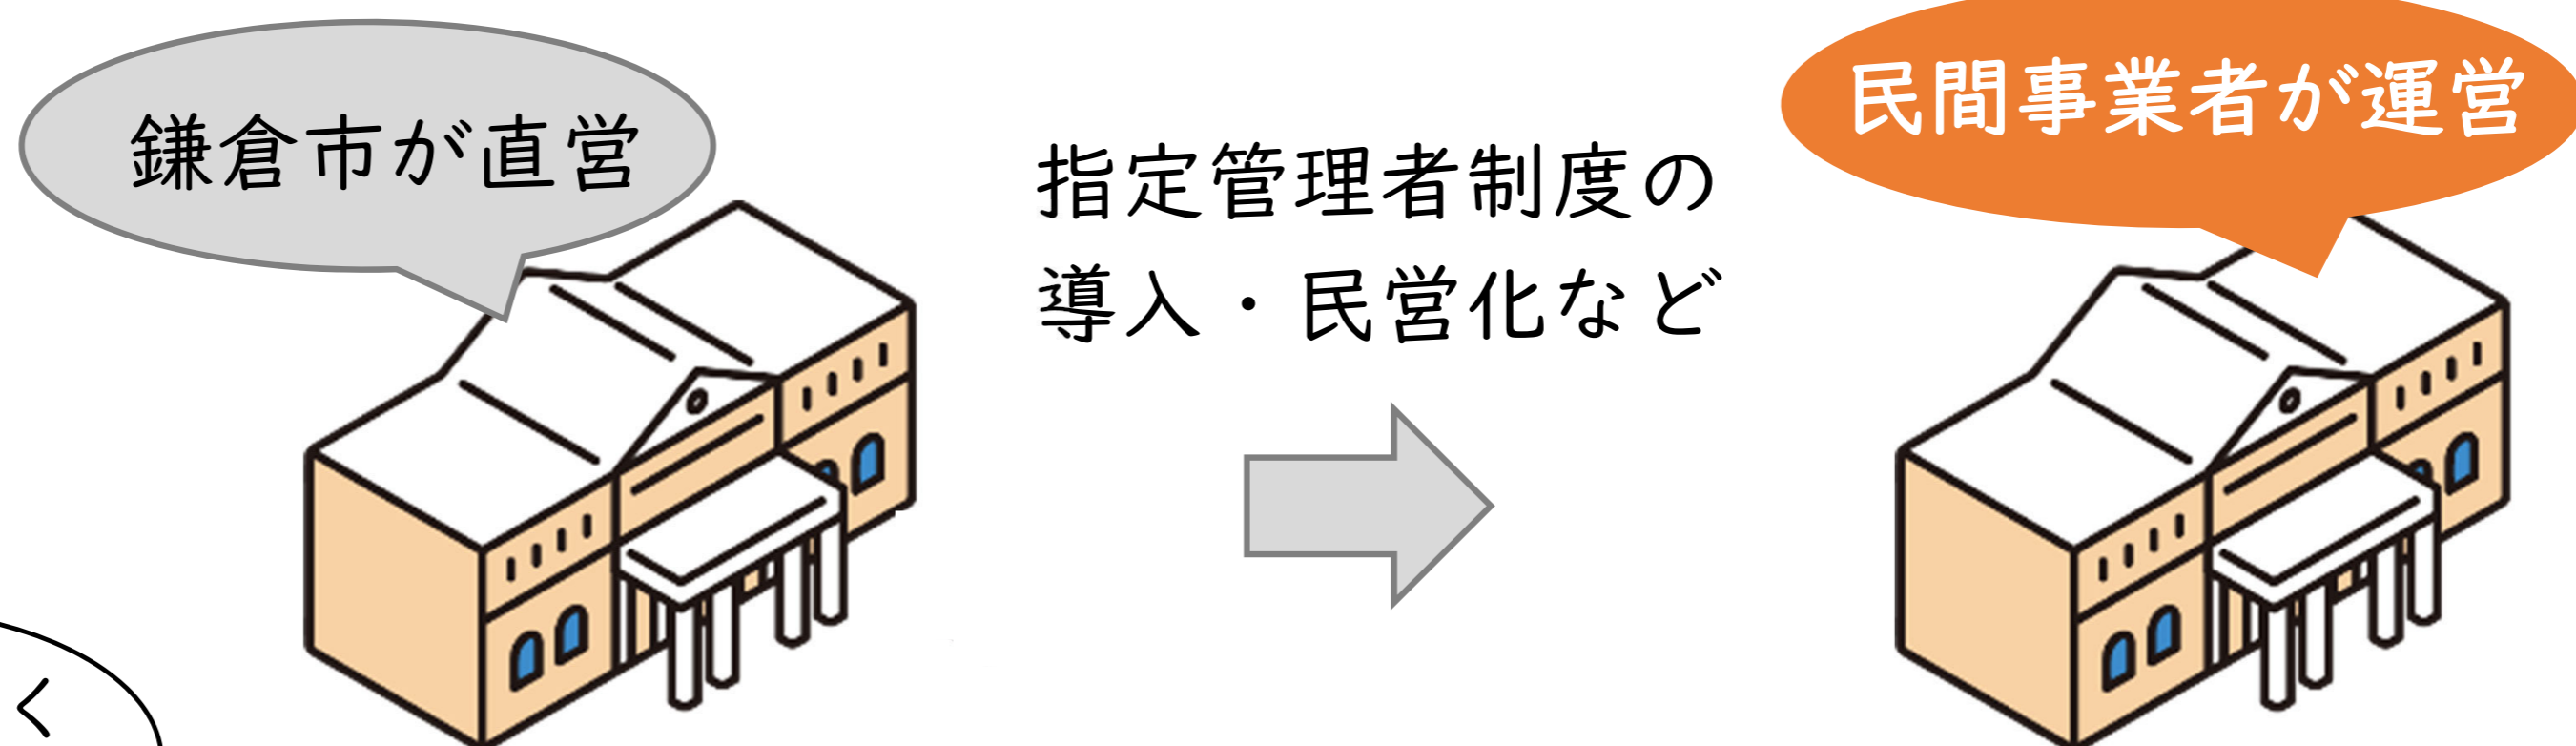 鎌倉市が直営
指定管理者制度の
導入・民営化など
民間事業者が運営
く